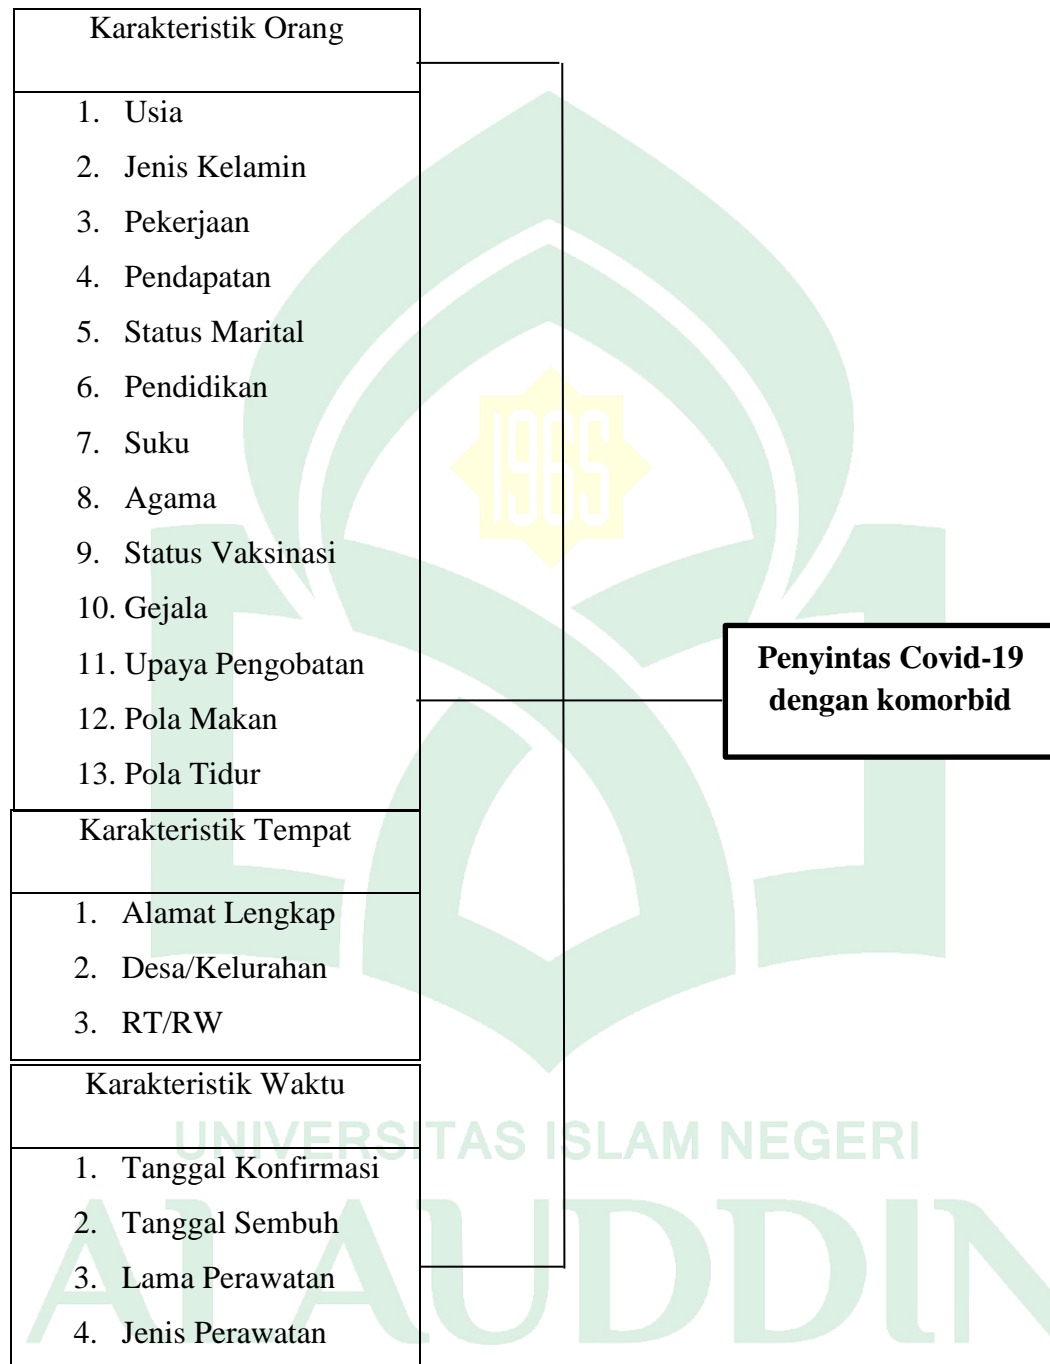 Karakteristik Orang
1. Usia
2. Jenis Kelamin
3. Pekerjaan
4. Pendapatan
5. Status Marital
6. Pendidikan
7. Suku
8. Agama
9. Status Vaksinasi
10. Gejala
11. Upaya Pengobatan
12. Pola Makan
13. Pola Tidur
Karakteristik Tempat
1. Alamat Lengkap
2. Desa/Kelurahan
3. RT/RW
Karakteristik Waktu
1. Tanggal Konfirmasi
2. Tanggal Sembuh
3. Lama Perawatan
4. Jenis Perawatan
Penyintas Covid-19
dengan komorbid
1965
UNIVERSITAS ISLAM NEGERI
ALAUDDIN